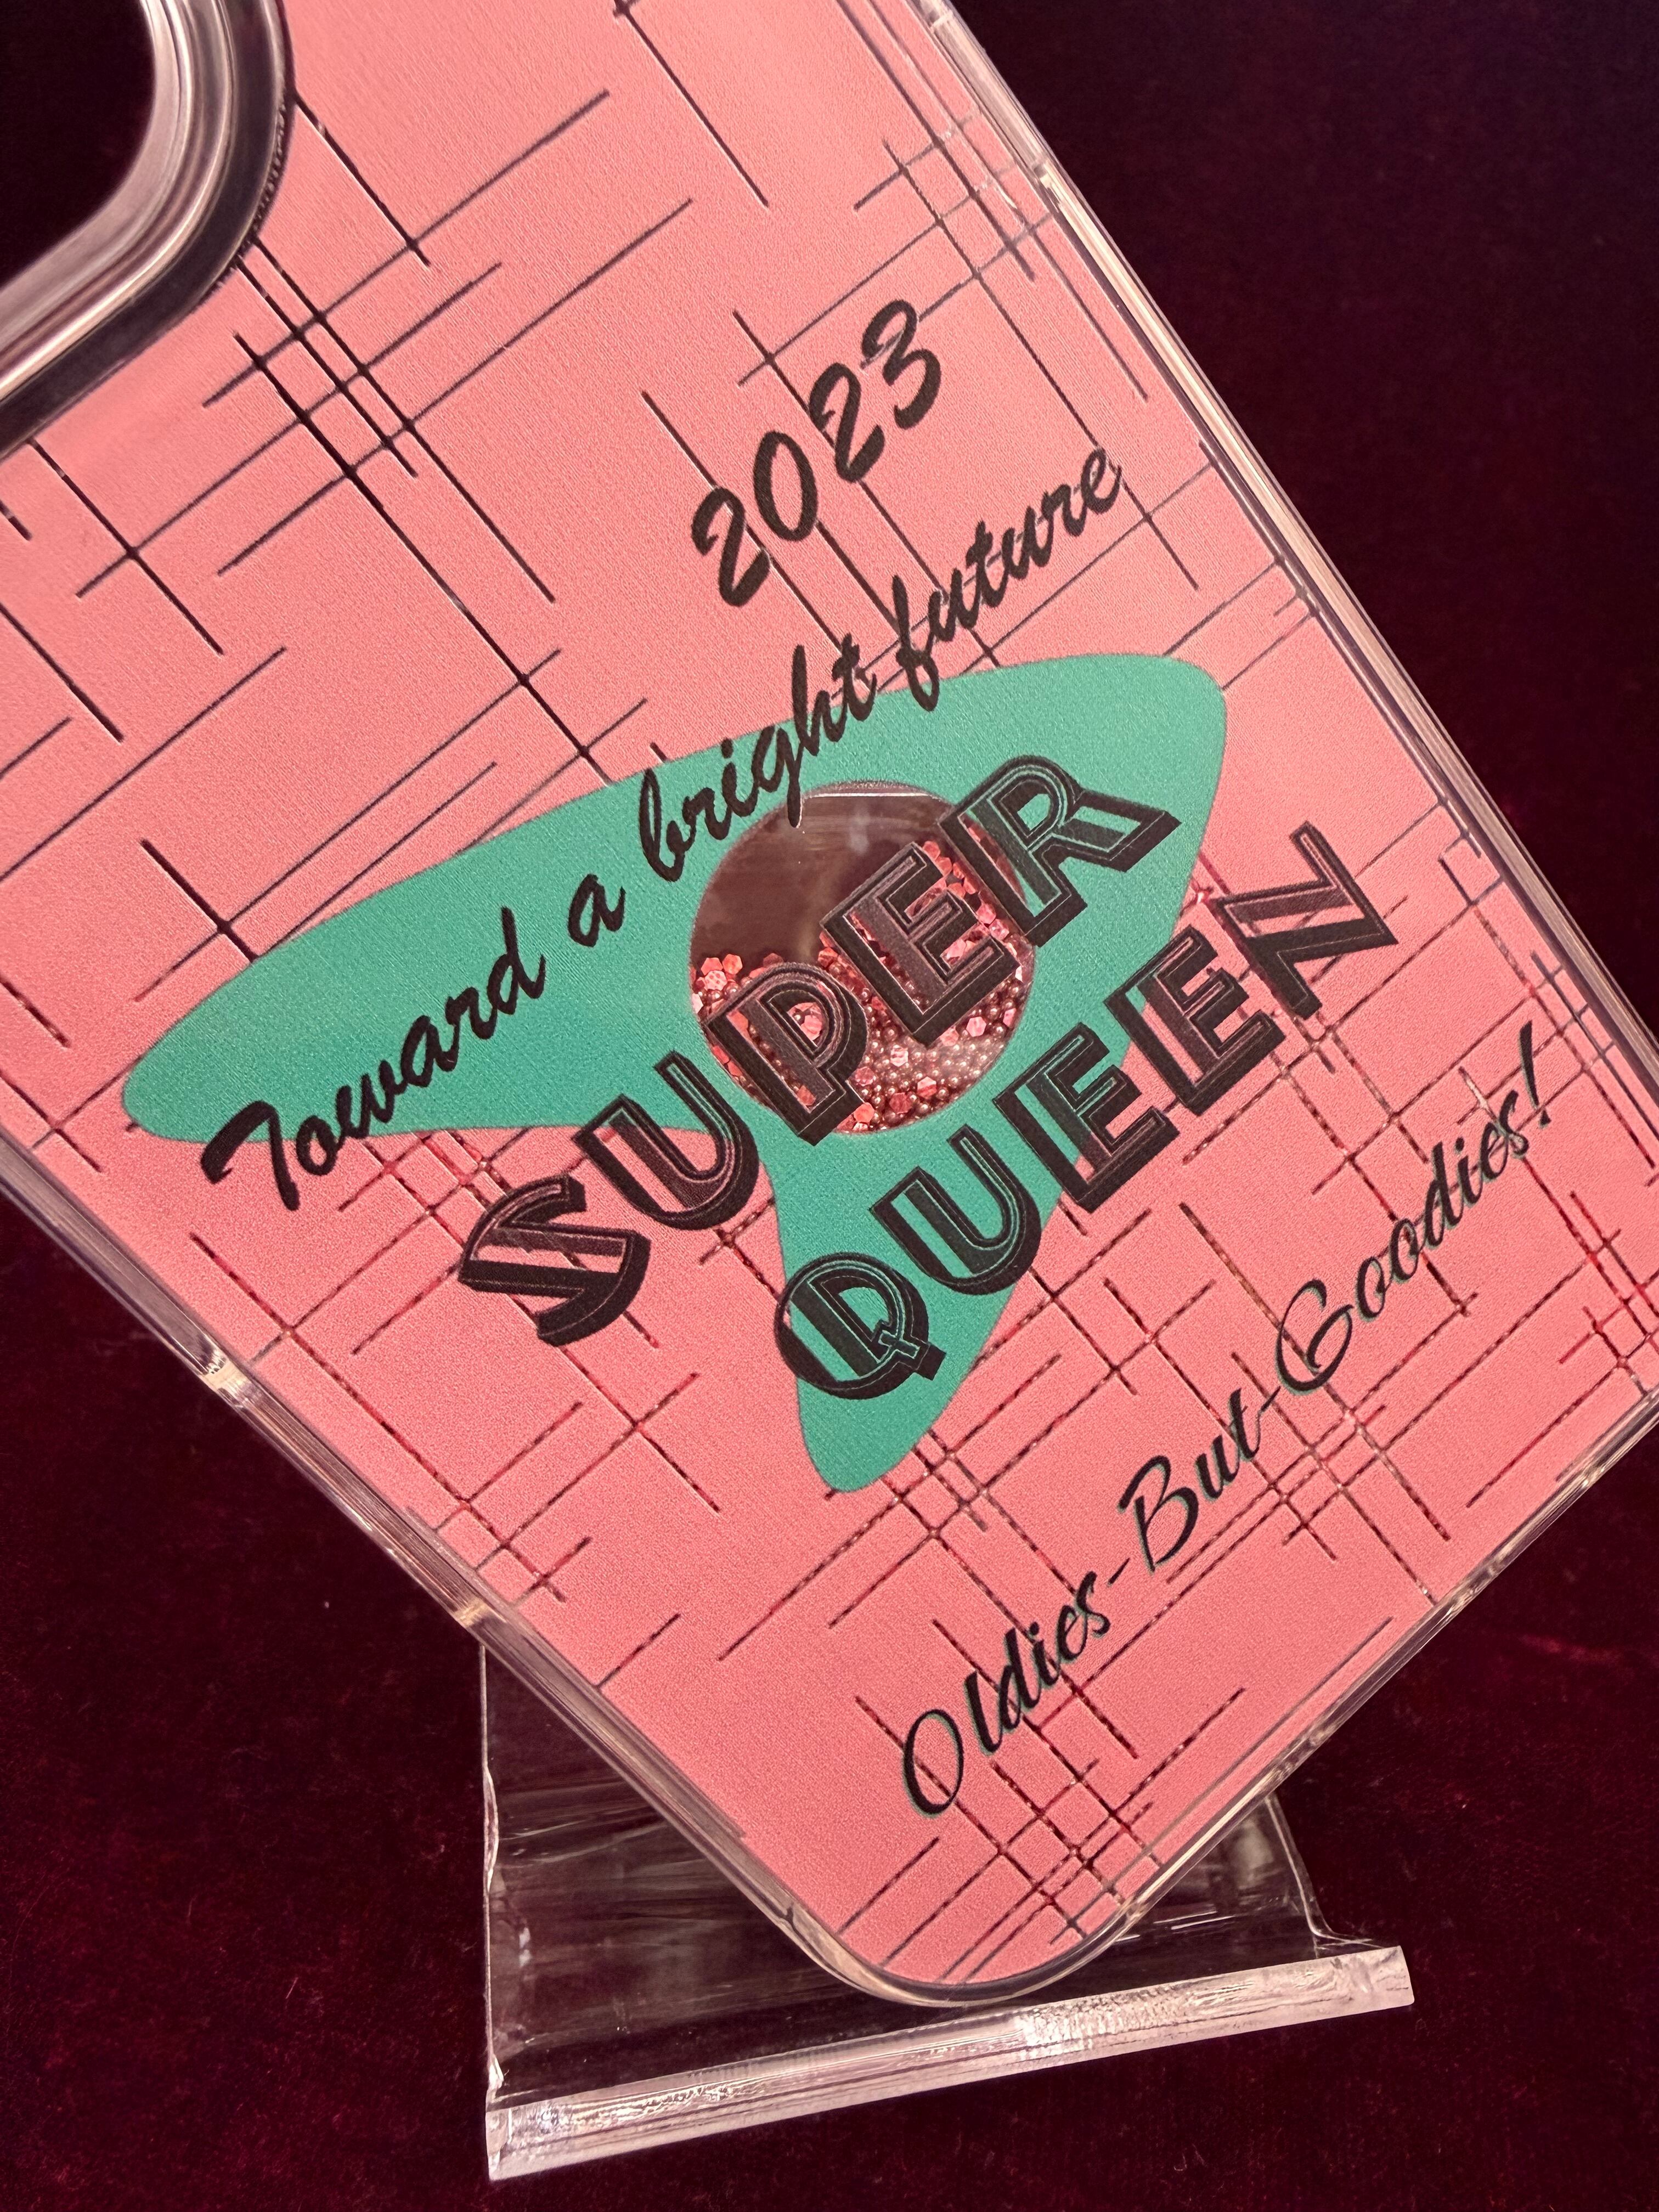 2023
Toward a bright future
SUPER
QUEEN
Oldies-But-Goodies!